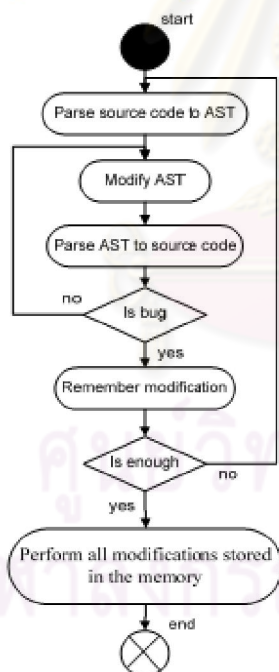 start
Parse source code to AST
Modify AST
Parse AST to source code
no
Is bug
yes
Remember modification
Is enough
no
yes
Perform all modifications stored
in the memory
end